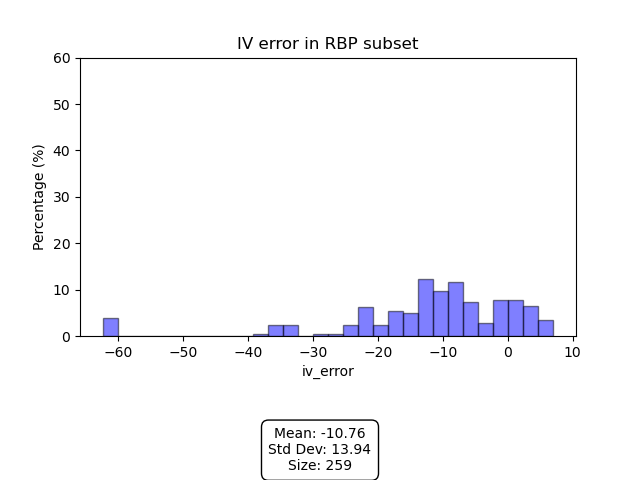 IV error in RBP subset
60
50
40
30
20
10
0
Percentage (%)
−60 −50 −40 −30 −20 −10 0 10
iv_error
Mean: -10.76
Std Dev: 13.94
Size: 259